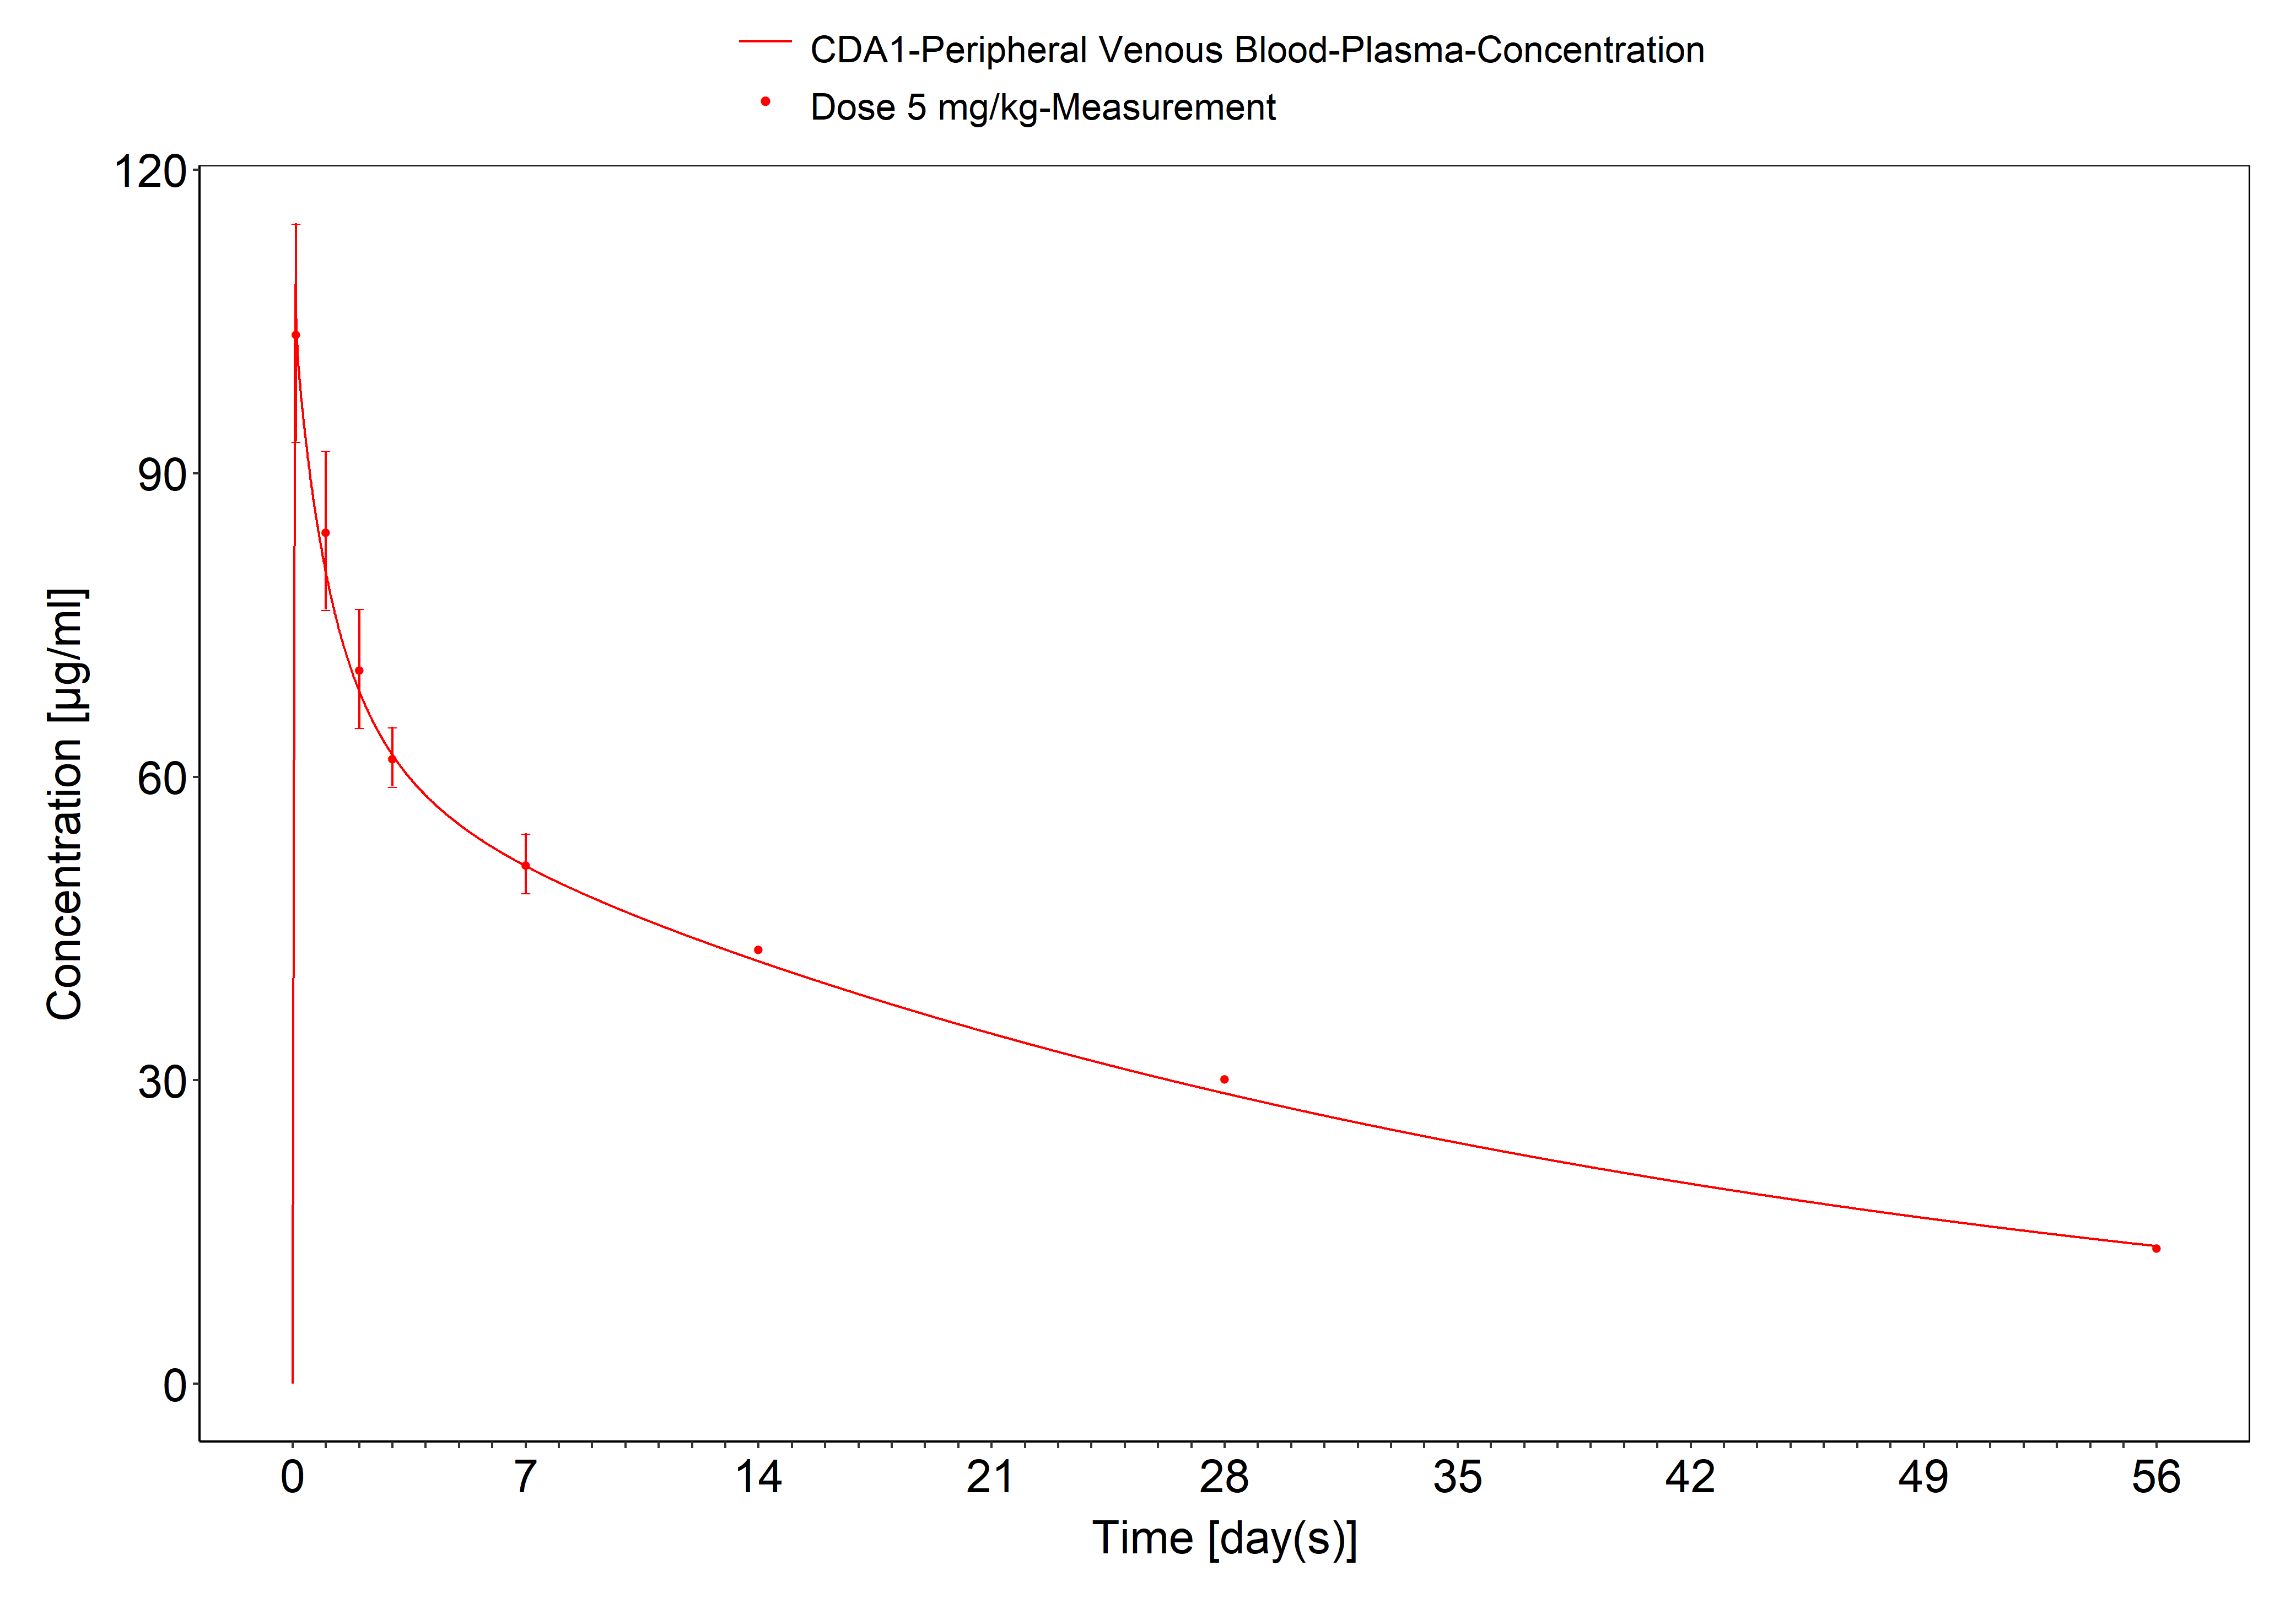 CDA1-Peripheral Venous Blood-Plasma-Concentration
Dose 5 mg/kg-Measurement
120
90
60
30
0
Concentration [µg/ml]
0 7 14 21 28 35 42 49 56
Time [day(s)]